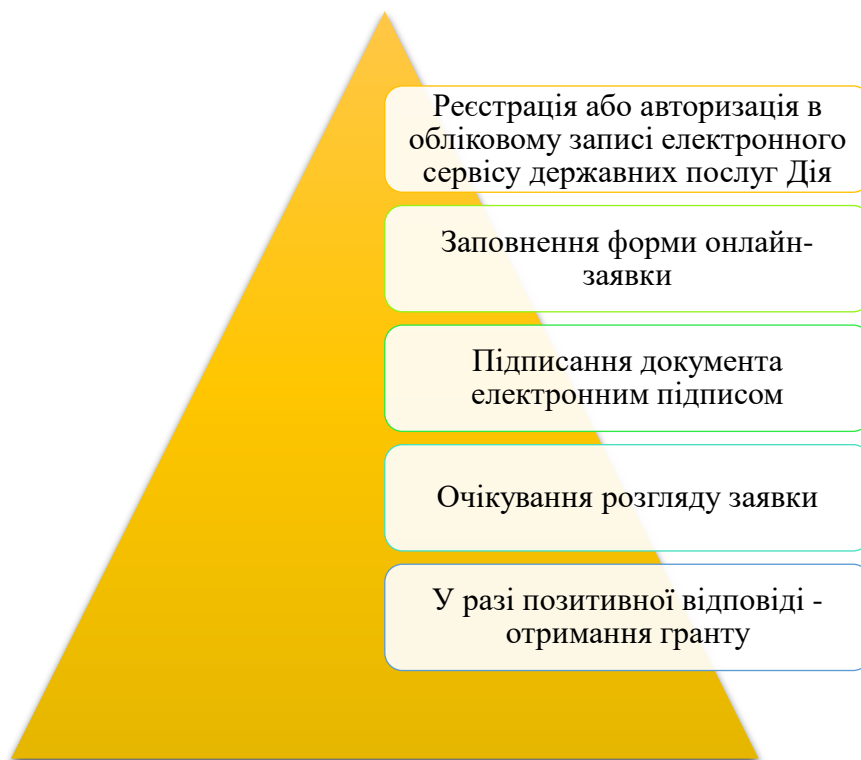 Реєстрація або авторизація в
обліковому записі електронного
сервісу державних послуг Дія
Заповнення форми онлайн-
заявки
Підписання документа
електронним підписом
Очікування розгляду заявки
У разі позитивної відповіді -
отримання гранту